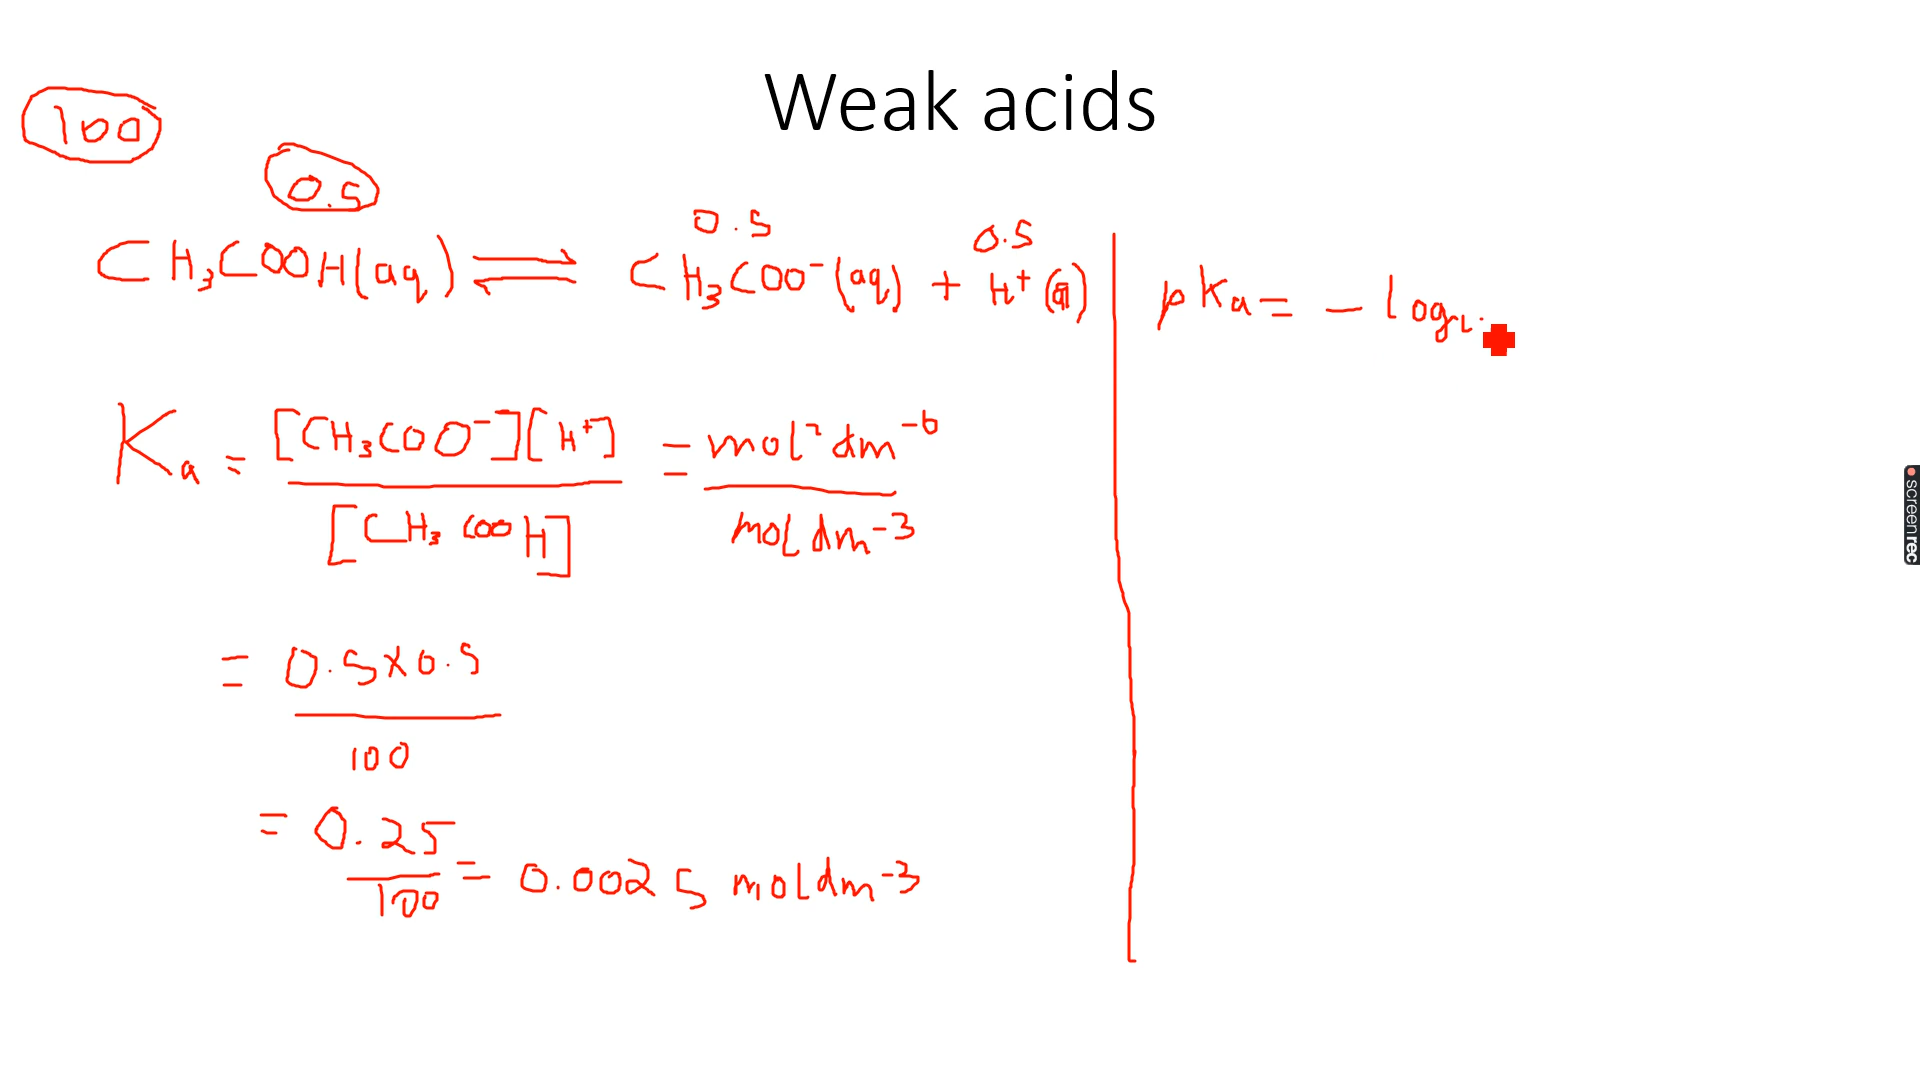 Weak acids
100
0.5
0.5
0.5
CH₃COOH(aq) ⇌ CH₃COO⁻(aq) + H⁺(a)
pKa = - log
Ka = [CH₃COO⁻][H⁺] / [CH₃COOH] = mol² dm⁻⁶ / mol dm⁻³
= 0.5 x 0.5 / 100
= 0.25 / 100 = 0.0025 mol dm⁻³
screenrec